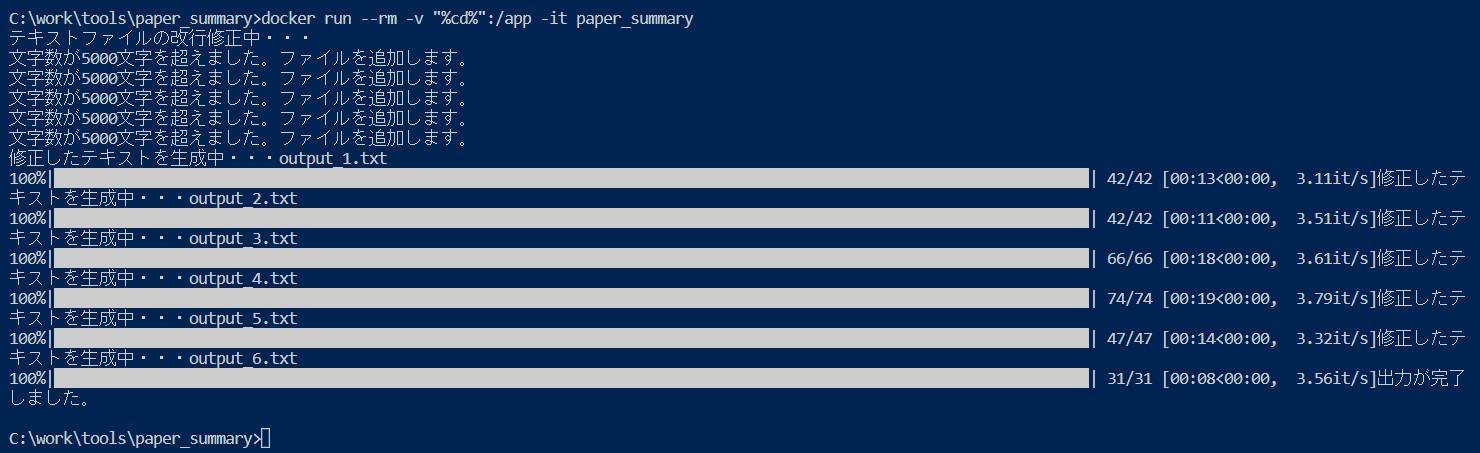 C:\work\tools\paper_summary>docker run --rm -v "%cd%":/app -it paper_summary
テキストファイルの改行修正中・・・
文字数が5000文字を超えました。ファイルを追加します。
文字数が5000文字を超えました。ファイルを追加します。
文字数が5000文字を超えました。ファイルを追加します。
文字数が5000文字を超えました。ファイルを追加します。
文字数が5000文字を超えました。ファイルを追加します。
修正したテキストを生成中・・・output_1.txt
100%|| 42/42 [00:13<00:00,  3.11it/s]修正したテ
キストを生成中・・・output_2.txt
100%|| 42/42 [00:11<00:00,  3.51it/s]修正したテ
キストを生成中・・・output_3.txt
100%|| 66/66 [00:18<00:00,  3.61it/s]修正したテ
キストを生成中・・・output_4.txt
100%|| 74/74 [00:19<00:00,  3.79it/s]修正したテ
キストを生成中・・・output_5.txt
100%|| 47/47 [00:14<00:00,  3.32it/s]修正したテ
キストを生成中・・・output_6.txt
100%|| 31/31 [00:08<00:00,  3.56it/s]出力が完了
しました。
C:\work\tools\paper_summary>